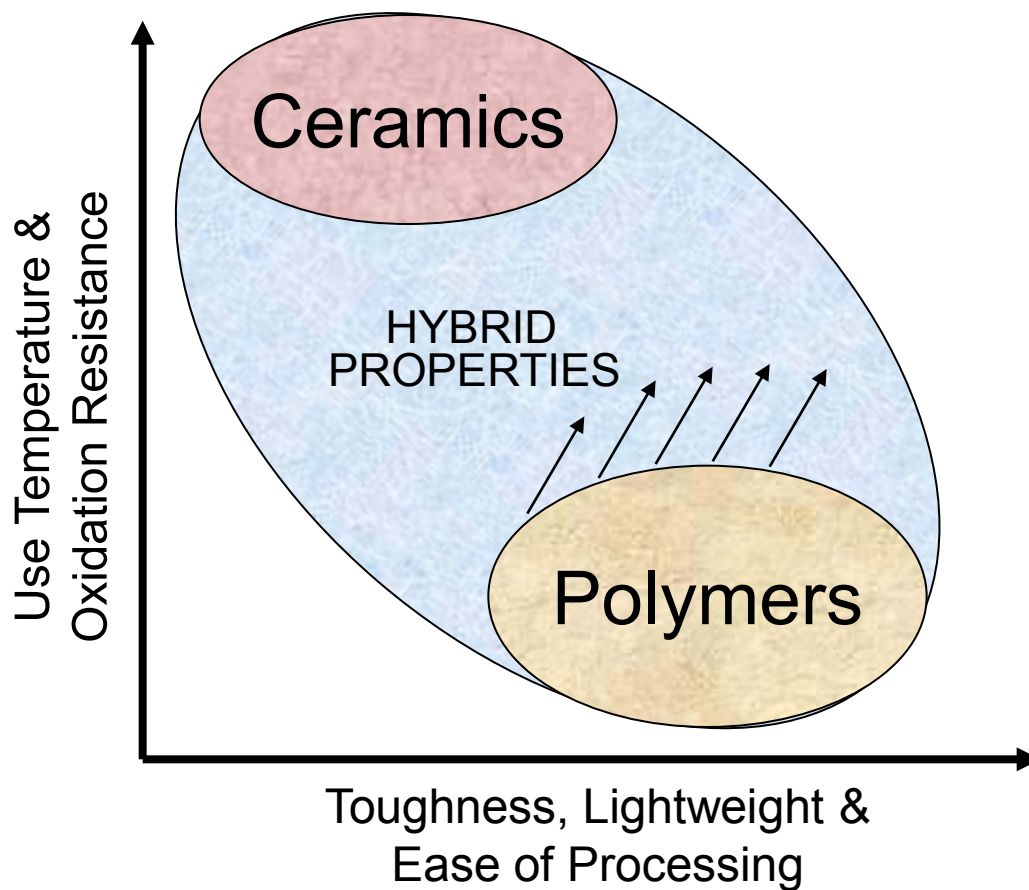 Ceramics
HYBRID
PROPERTIES
Polymers
Use Temperature &
Oxidation Resistance
Toughness, Lightweight &
Ease of Processing